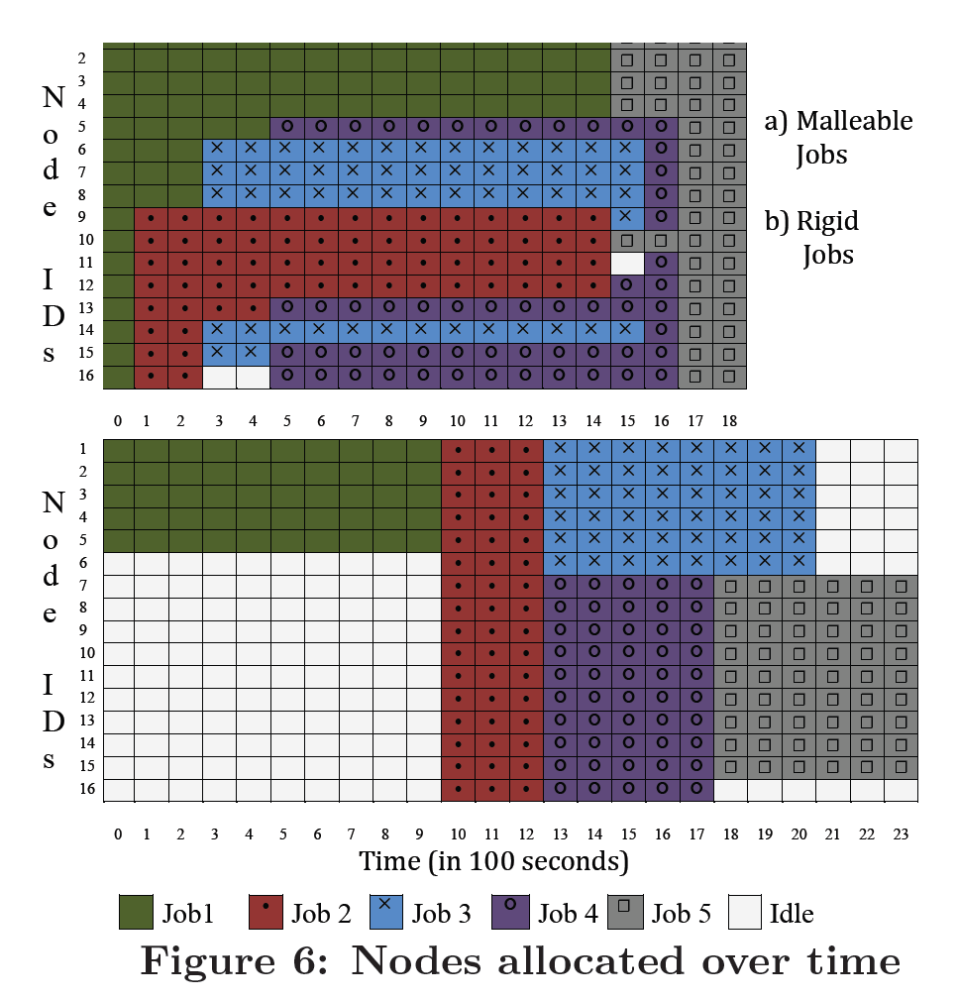 Node IDs
2
3
4
5
6
7
8
9
10
11
12
13
14
15
16
a) Malleable
Jobs
b) Rigid
Jobs
0 1 2 3 4 5 6 7 8 9 10 11 12 13 14 15 16 17 18
Node IDs
1
2
3
4
5
6
7
8
9
10
11
12
13
14
15
16
0 1 2 3 4 5 6 7 8 9 10 11 12 13 14 15 16 17 18 19 20 21 22 23
Time (in 100 seconds)
Job1 Job 2 Job 3 Job 4 Job 5 Idle
Figure 6: Nodes allocated over time